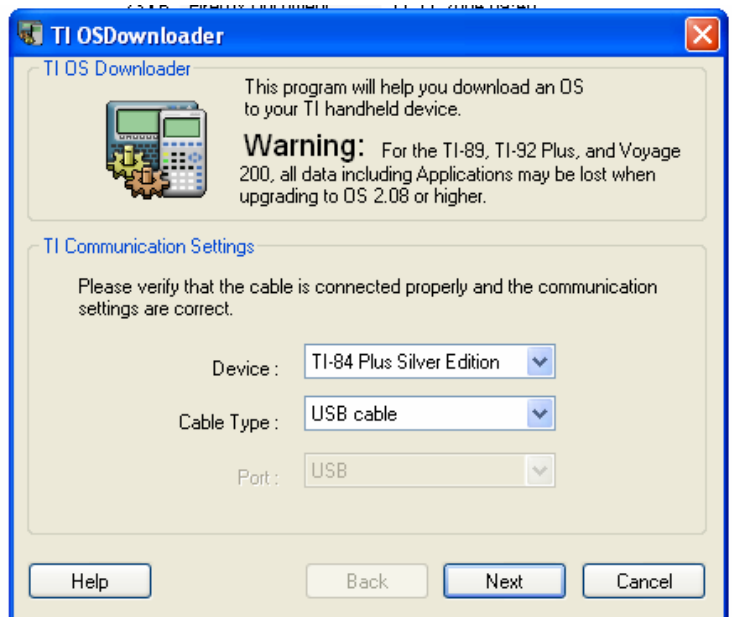 TI OSDownloader
TI OS Downloader
This program will help you download an OS
to your TI handheld device.
Warning: For the TI-89, TI-92 Plus, and Voyage
200, all data including Applications may be lost when
upgrading to OS 2.08 or higher.
TI Communication Settings
Please verify that the cable is connected properly and the communication
settings are correct.
Device : TI-84 Plus Silver Edition
Cable Type : USB cable
Port : USB
Help Back Next Cancel